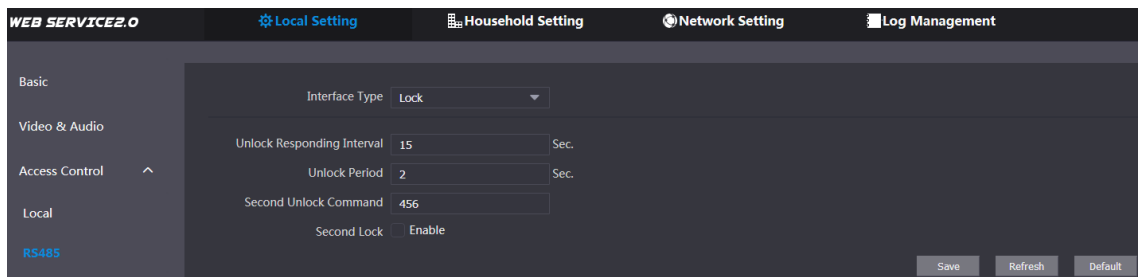 WEB SERVICE2.0 Local Setting Household Setting Network Setting Log Management
Basic
Interface Type Lock
Video & Audio
Unlock Responding Interval 15 Sec.
Access Control Unlock Period 2 Sec.
Second Unlock Command 456
Local
Second Lock Enable
RS485
Save Refresh Default